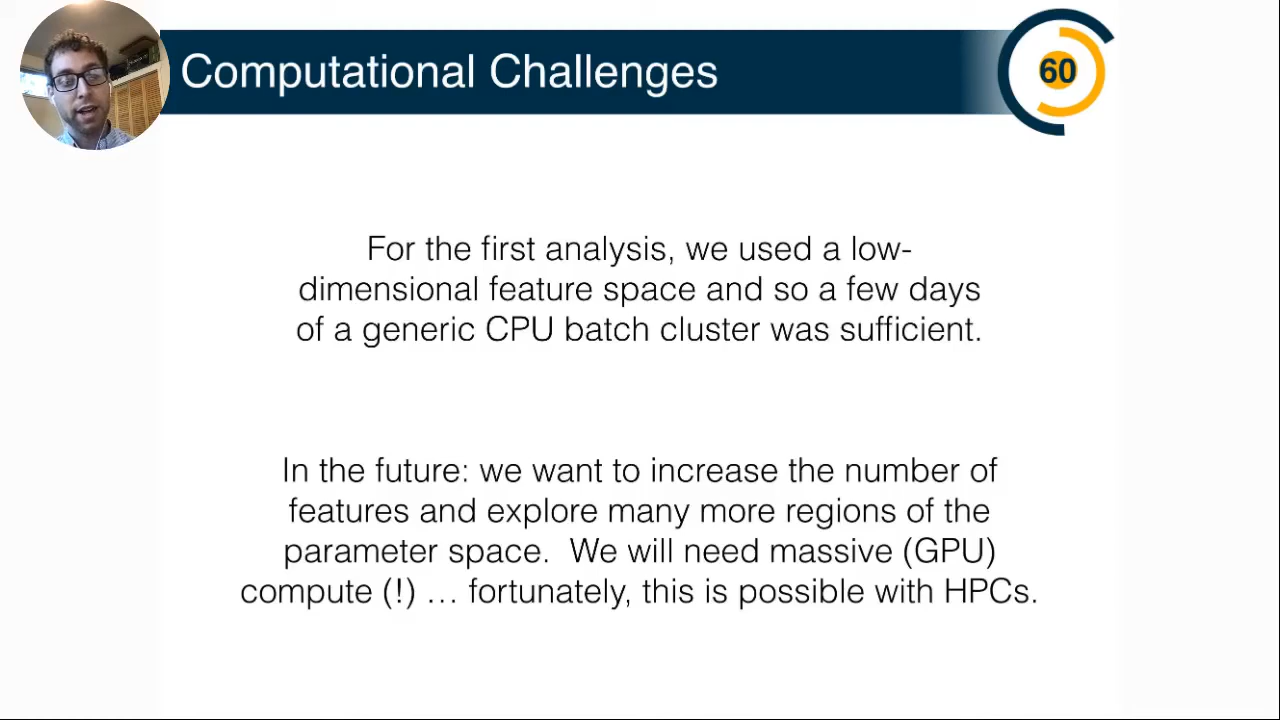 Computational Challenges
60
For the first analysis, we used a low-
dimensional feature space and so a few days
of a generic CPU batch cluster was sufficient.
In the future: we want to increase the number of
features and explore many more regions of the
parameter space.  We will need massive (GPU)
compute (!) … fortunately, this is possible with HPCs.